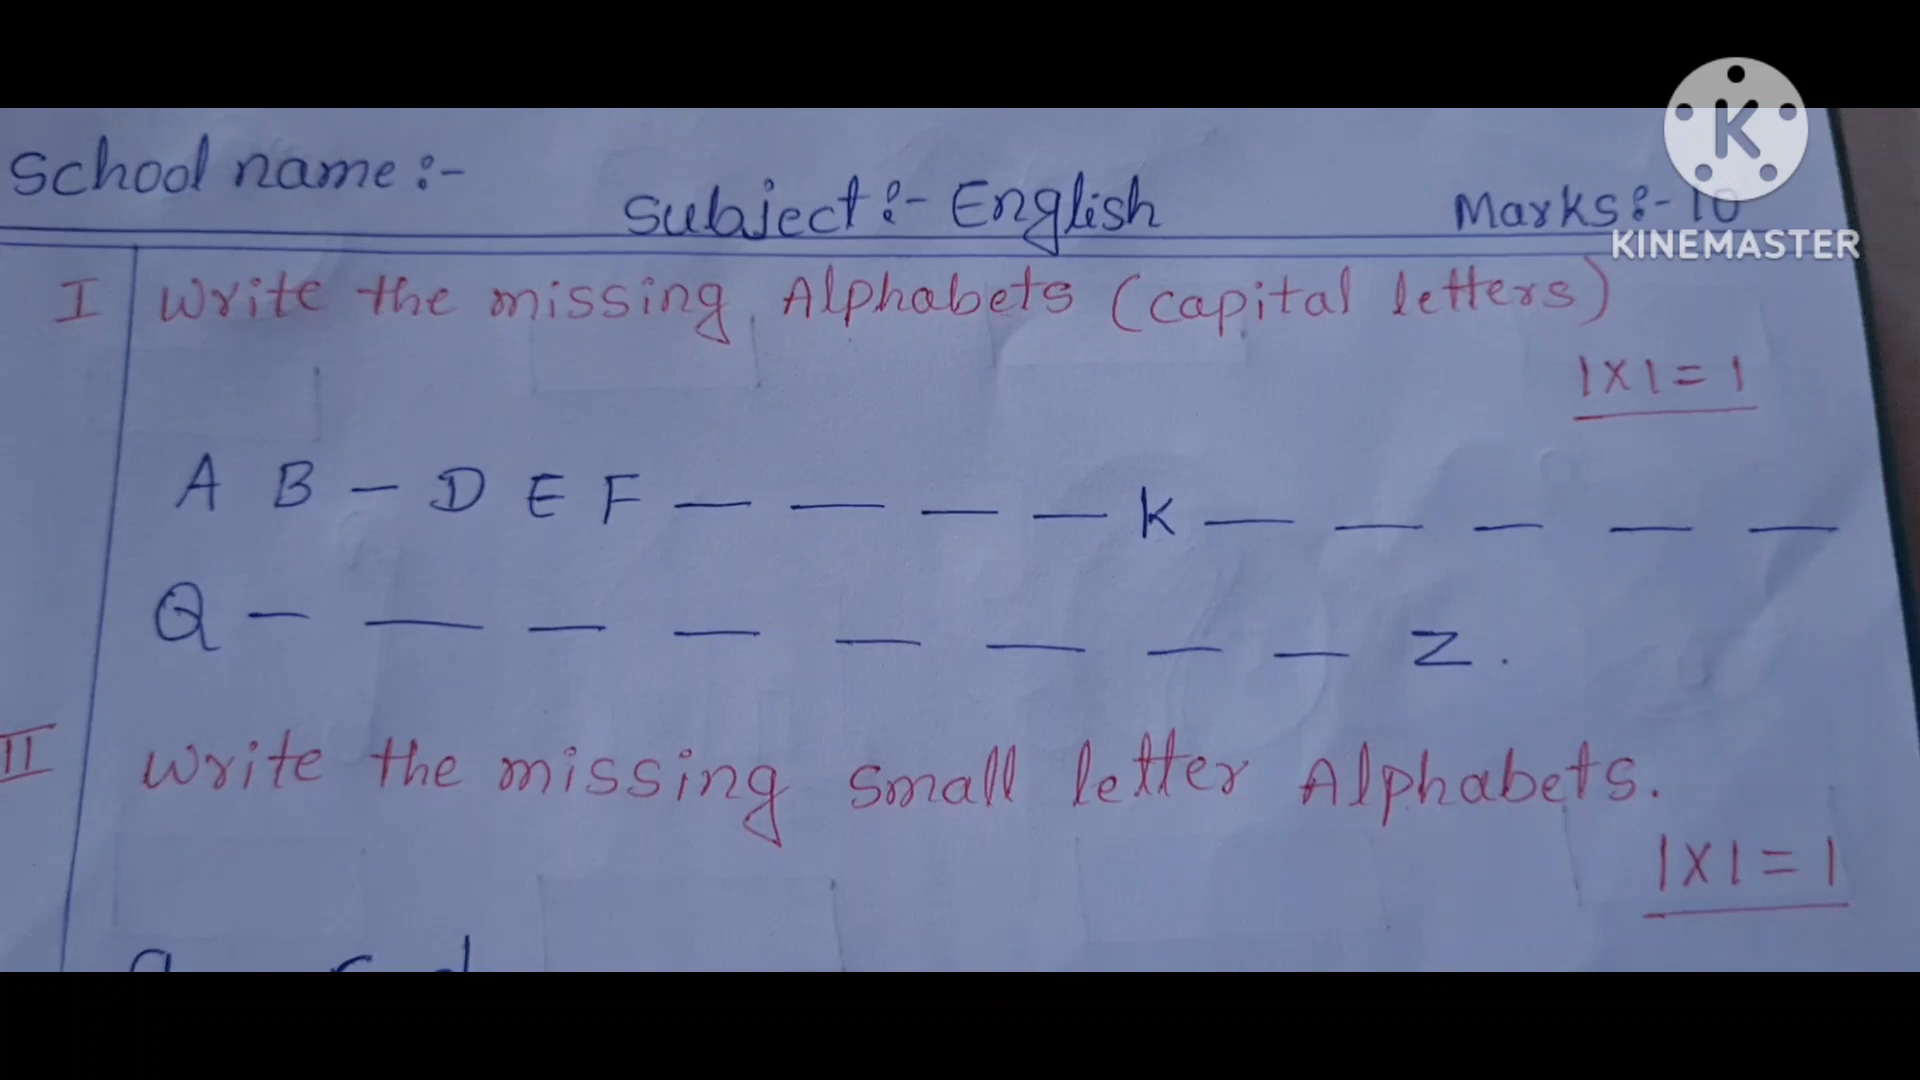 School name:-
Subject:- English
Marks:- 10
K
KINEMASTER
I Write the missing Alphabets (capital letters)
1x1=1
A B – D E F — — — — K — — — — —
Q — — — — — — — — Z.
II Write the missing small letter Alphabets.
1x1=1